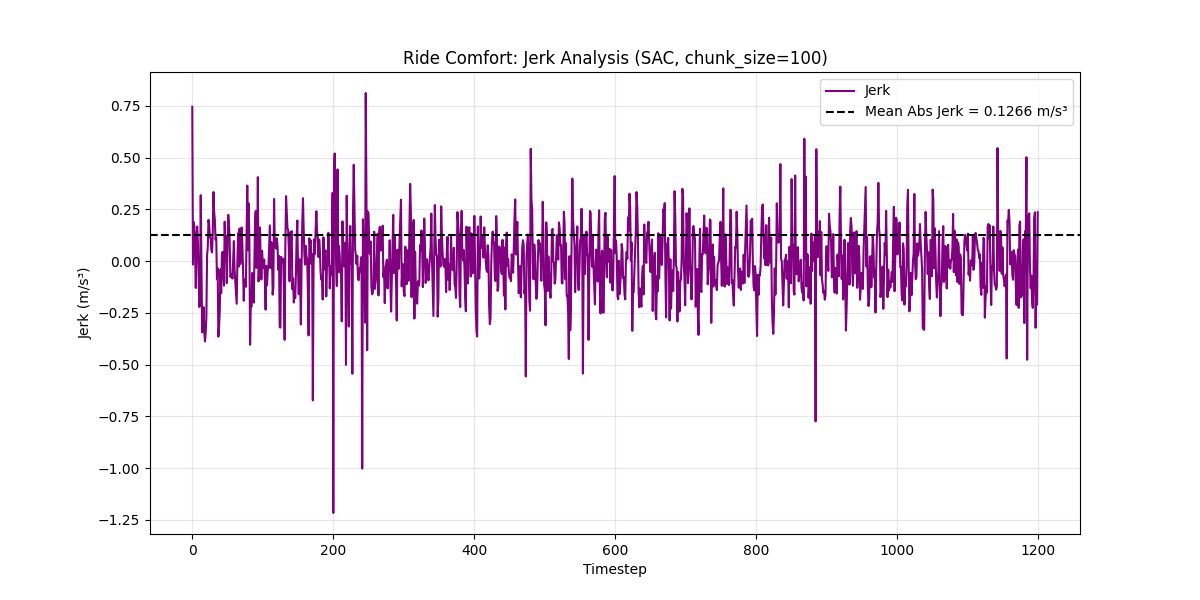 Ride Comfort: Jerk Analysis (SAC, chunk_size=100)
Jerk
Mean Abs Jerk = 0.1266 m/s³
Jerk (m/s³)
0.75
0.50
0.25
0.00
−0.25
−0.50
−0.75
−1.00
−1.25
0 200 400 600 800 1000 1200
Timestep